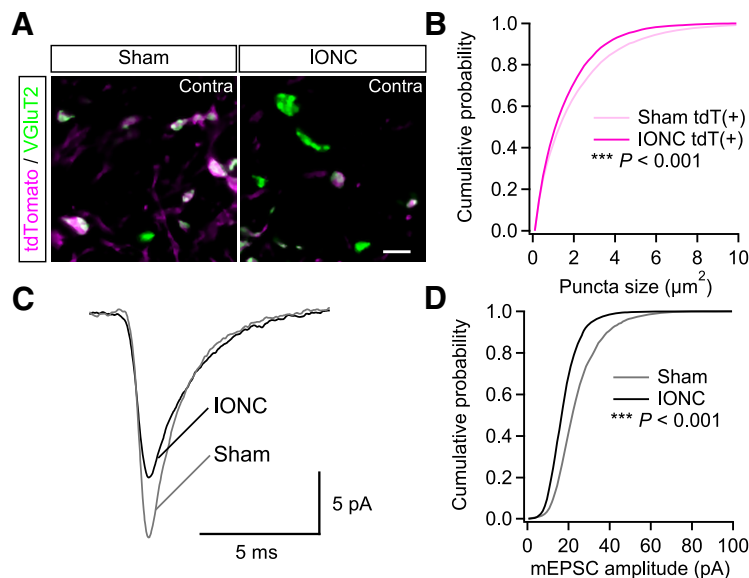 A
Sham
IONC
tdTomato / VGluT2
Contra
Contra
B
Cumulative probability
1.0
0.8
0.6
0.4
0.2
0.0
Sham tdT(+)
IONC tdT(+)
*** P < 0.001
0
2
4
6
8
10
Puncta size (µm²)
C
IONC
Sham
5 pA
5 ms
D
Cumulative probability
1.0
0.8
0.6
0.4
0.2
0.0
Sham
IONC
*** P < 0.001
0
20
40
60
80
100
mEPSC amplitude (pA)